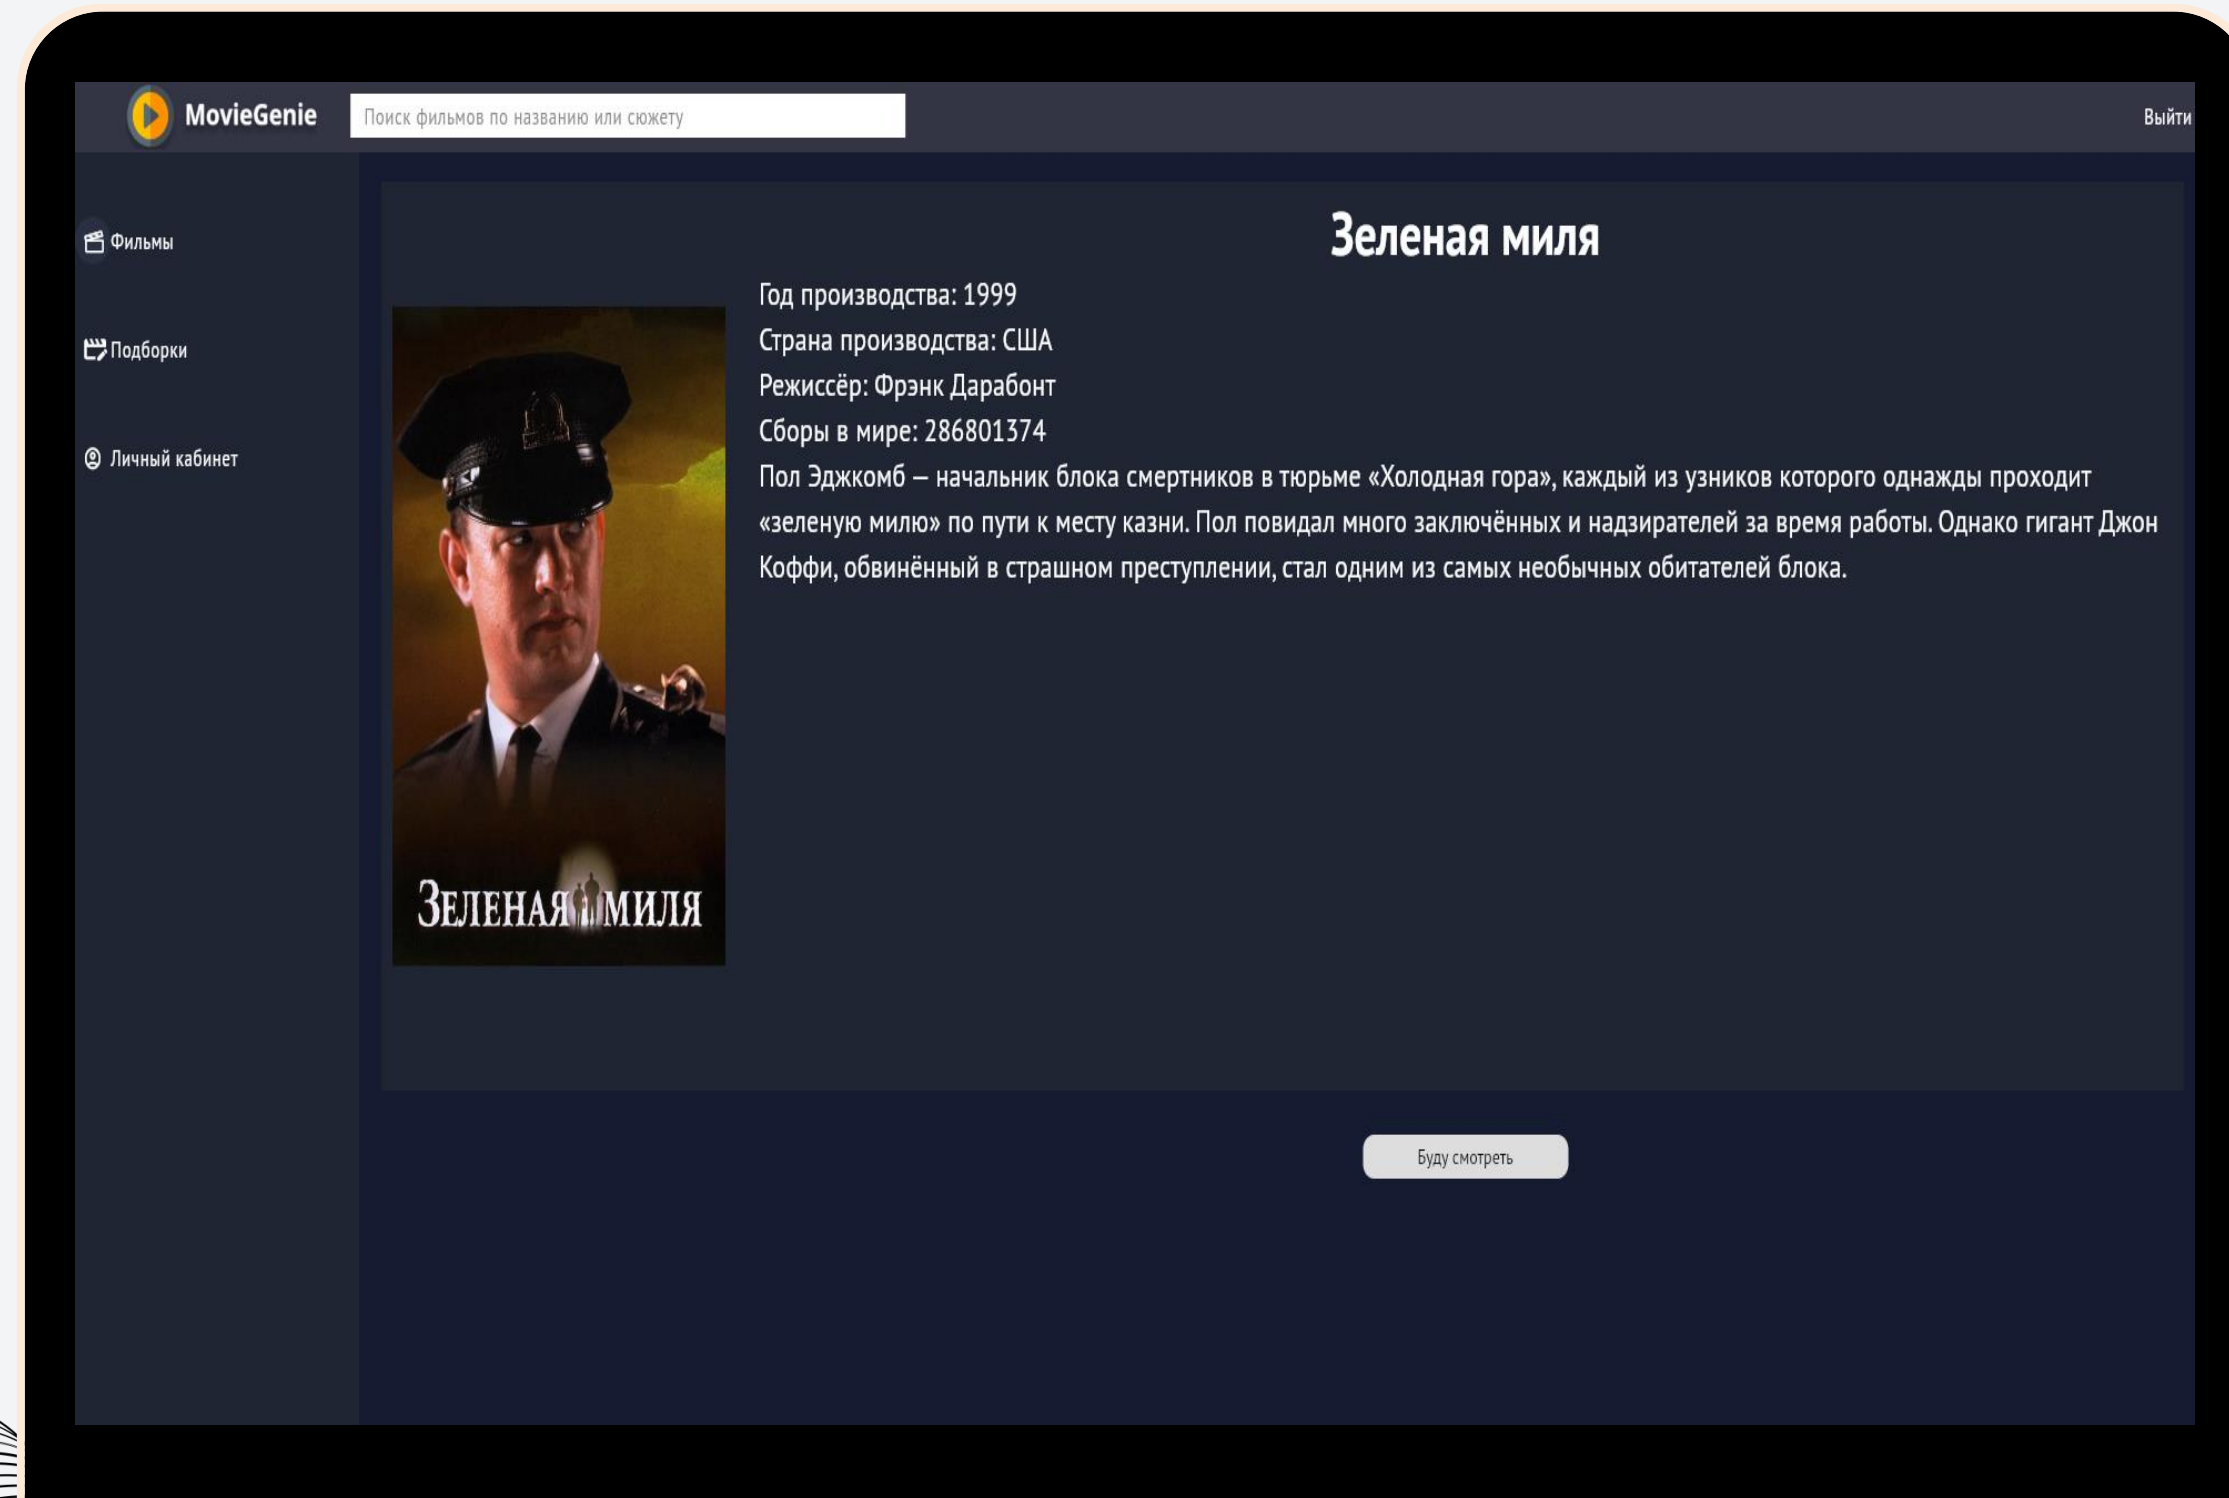 MovieGenie
Поиск фильмов по названию или сюжету
Выйти
Фильмы
Подборки
Личный кабинет
Зеленая миля
Год производства: 1999
Страна производства: США
Режиссёр: Фрэнк Дарабонт
Сборы в мире: 286801374
Пол Эджкомб — начальник блока смертников в тюрьме «Холодная гора», каждый из узников которого однажды проходит
«зеленую милю» по пути к месту казни. Пол повидал много заключённых и надзирателей за время работы. Однако гигант Джон
Коффи, обвинённый в страшном преступлении, стал одним из самых необычных обитателей блока.
ЗЕЛЕНАЯ МИЛЯ
Буду смотреть